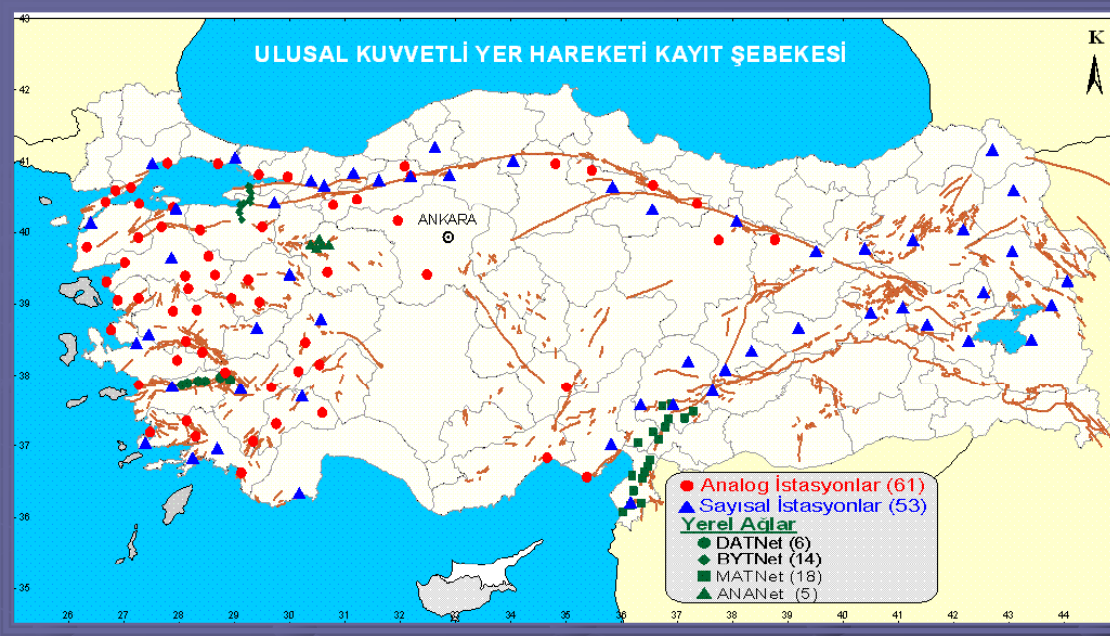 ULUSAL KUVVETLİ YER HAREKETİ KAYIT ŞEBEKESİ
K
43
42
41
40
39
38
37
36
35
ANKARA
Analog İstasyonlar (61)
Sayısal İstasyonlar (53)
Yerel Ağlar
DATNet (6)
BYTNet (14)
MATNet (18)
ANANet (5)
26 27 28 29 30 31 32 33 34 35 36 37 38 39 40 41 42 43 44